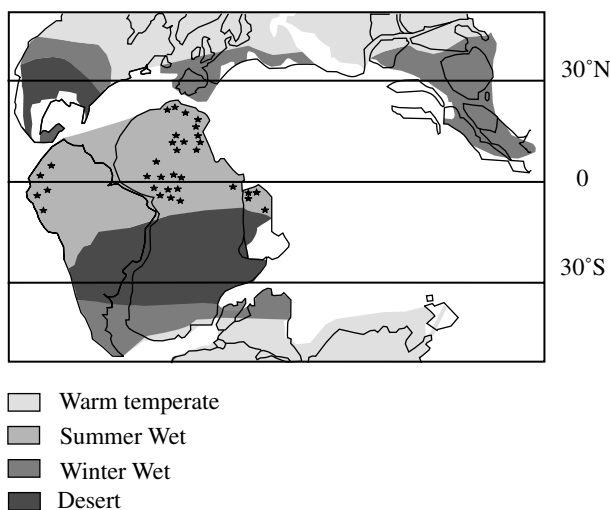 30°N
0
30°S
Warm temperate
Summer Wet
Winter Wet
Desert